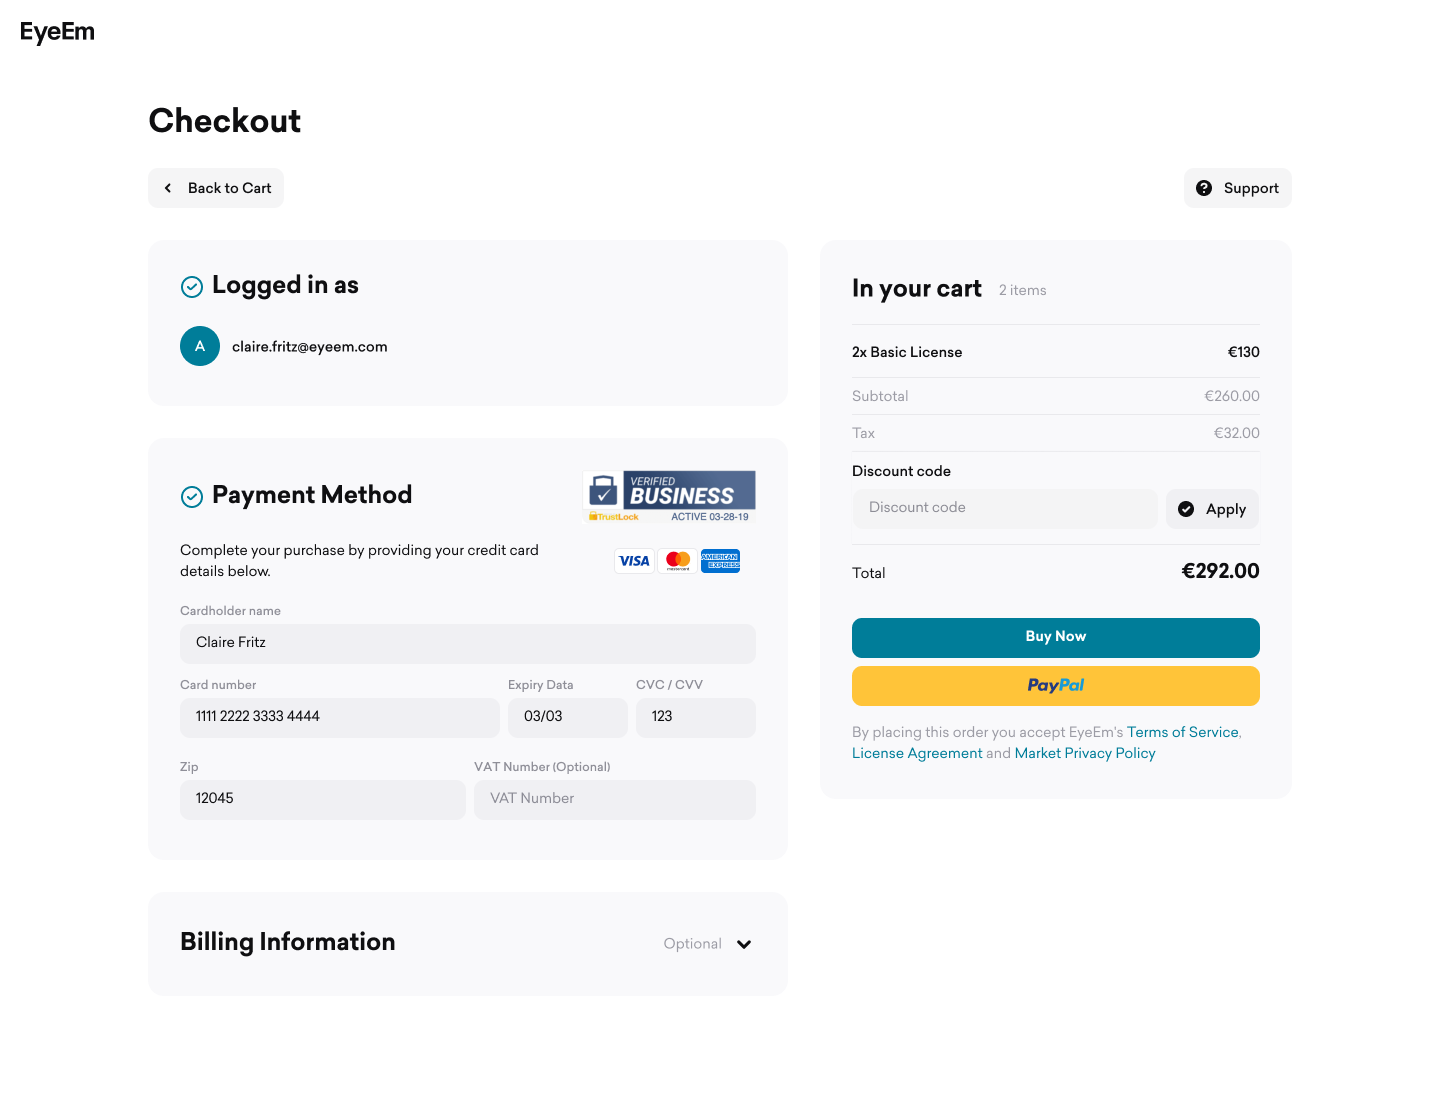 EyeEm
Checkout
Back to Cart
Support
Logged in as
A
claire.fritz@eyeem.com
Payment Method
VERIFIED
BUSINESS
TrustLock
ACTIVE 03-28-19
Complete your purchase by providing your credit card
details below.
VISA
mastercard
AMERICAN
EXPRESS
Cardholder name
Claire Fritz
Card number
Expiry Data
CVC / CVV
1111 2222 3333 4444
03/03
123
Zip
VAT Number (Optional)
12045
VAT Number
Billing Information
Optional
In your cart
2 items
2x Basic License
€130
Subtotal
€260.00
Tax
€32.00
Discount code
Discount code
Apply
Total
€292.00
Buy Now
PayPal
By placing this order you accept EyeEm's Terms of Service,
License Agreement and Market Privacy Policy